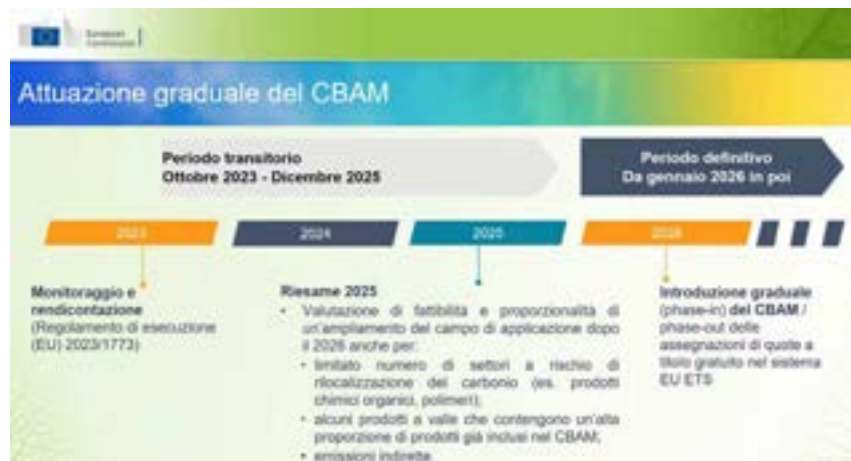 European
Commission
Attuazione graduale del CBAM
Periodo transitorio
Ottobre 2023 - Dicembre 2025
Periodo definitivo
Da gennaio 2026 in poi
2023
2024
2025
2026
Monitoraggio e
rendicontazione
(Regolamento di esecuzione
(EU) 2023/1773)
Riesame 2025
• Valutazione di fattibilità e proporzionalità di
un'ampliamento del campo di applicazione dopo
il 2026 anche per:
• limitato numero di settori a rischio di
rilocalizzazione del carbonio (es. prodotti
chimici organici, polimeri);
• alcuni prodotti a valle che contengono un'alta
proporzione di prodotti già inclusi nel CBAM;
• emissioni indirette
Introduzione graduale
(phase-in) del CBAM /
phase-out delle
assegnazioni di quote a
titolo gratuito nel sistema
EU ETS